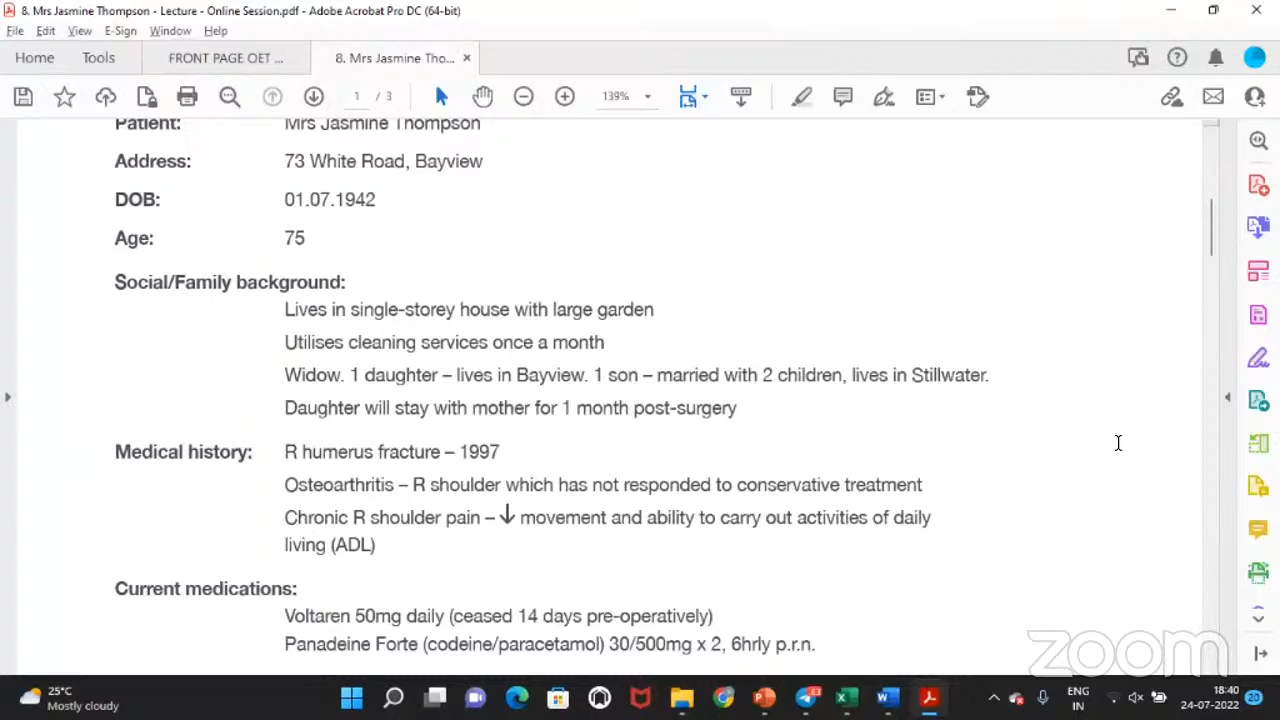 8. Mrs Jasmine Thompson - Lecture - Online Session.pdf - Adobe Acrobat Pro DC (64-bit)
File Edit View E-Sign Window Help
Home Tools FRONT PAGE OET ... 8. Mrs Jasmine Tho... ×
1 / 3 139%
Patient: Mrs Jasmine Thompson
Address: 73 White Road, Bayview
DOB: 01.07.1942
Age: 75
Social/Family background:
Lives in single-storey house with large garden
Utilises cleaning services once a month
Widow. 1 daughter – lives in Bayview. 1 son – married with 2 children, lives in Stillwater.
Daughter will stay with mother for 1 month post-surgery
Medical history: R humerus fracture – 1997
Osteoarthritis – R shoulder which has not responded to conservative treatment
Chronic R shoulder pain – ↓ movement and ability to carry out activities of daily
living (ADL)
Current medications:
Voltaren 50mg daily (ceased 14 days pre-operatively)
Panadeine Forte (codeine/paracetamol) 30/500mg x 2, 6hrly p.r.n.
zoom
25°C
Mostly cloudy
ENG
IN
18:40
24-07-2022
20